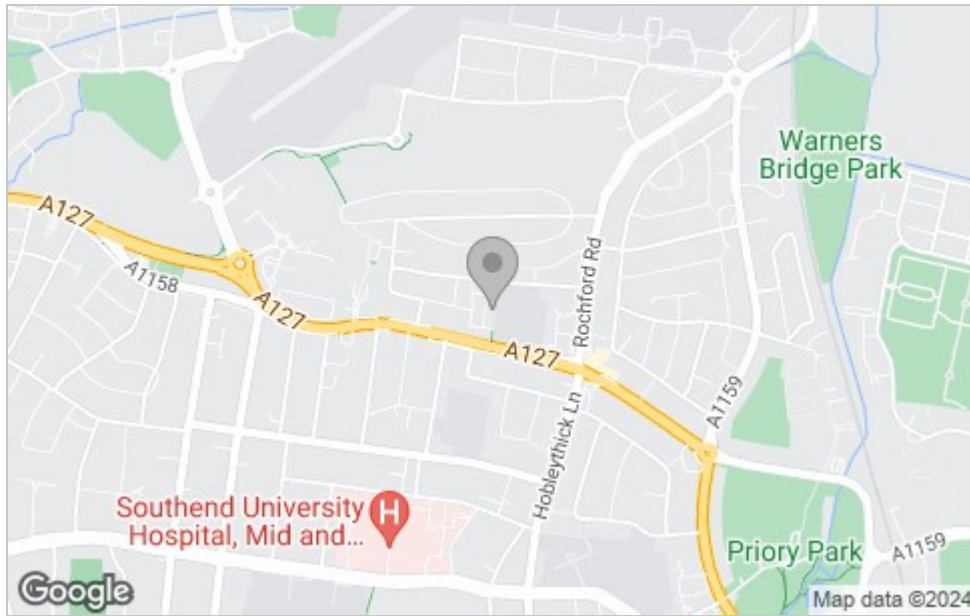 Warners
Bridge Park
A127
A1158
A127
Rochford Rd
A127
A1159
Hobleythick Ln
Southend University
Hospital, Mid and...
H
Priory Park
A1159
Google
Map data ©2024